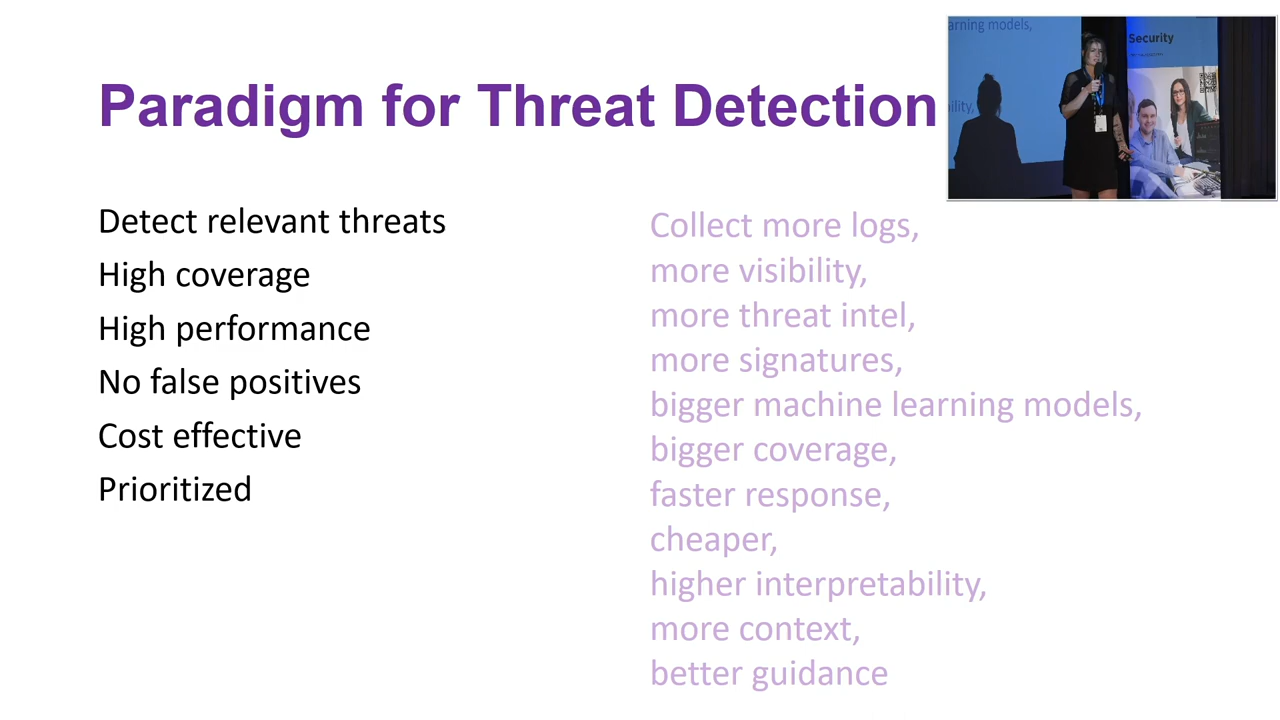 Paradigm for Threat Detection
Detect relevant threats
High coverage
High performance
No false positives
Cost effective
Prioritized
Collect more logs,
more visibility,
more threat intel,
more signatures,
bigger machine learning models,
bigger coverage,
faster response,
cheaper,
higher interpretability,
more context,
better guidance
arning models,
bility,
Security